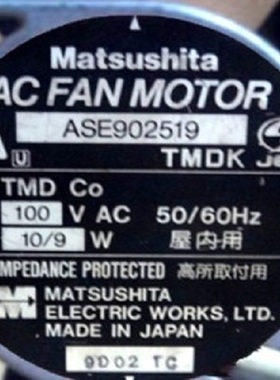 Matsushita
AC FAN MOTOR
ASE902519
U TMDK
TMD Co
100 V AC 50/60Hz
10/9 W 屋内用
IMPEDANCE PROTECTED 高所取付用
MATSUSHITA
ELECTRIC WORKS, LTD.
MADE IN JAPAN
9D02 TC